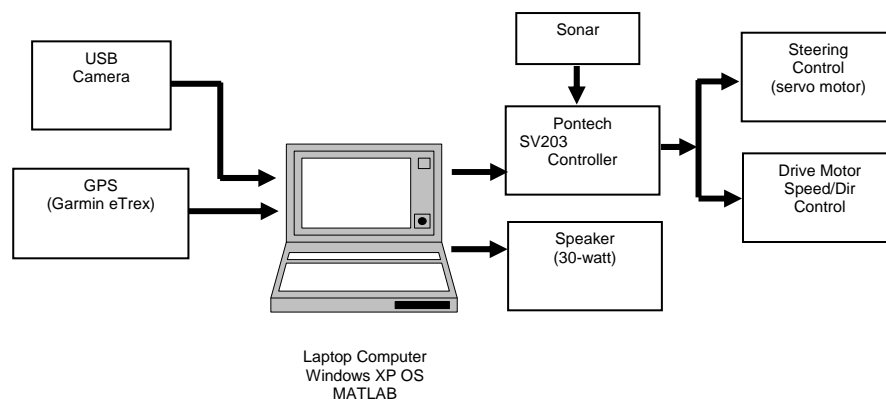 USB
Camera
GPS
(Garmin eTrex)
Laptop Computer
Windows XP OS
MATLAB
Sonar
Pontech
SV203
Controller
Speaker
(30-watt)
Steering
Control
(servo motor)
Drive Motor
Speed/Dir
Control